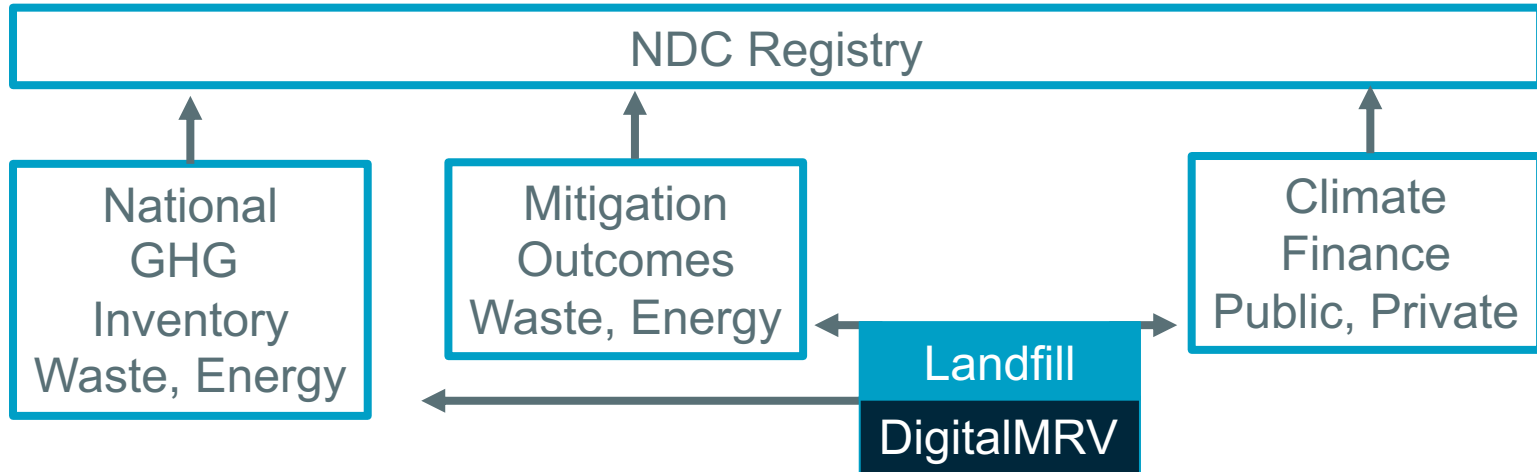 NDC Registry
National
GHG
Inventory
Waste, Energy
Mitigation
Outcomes
Waste, Energy
Climate
Finance
Public, Private
Landfill
DigitalMRV